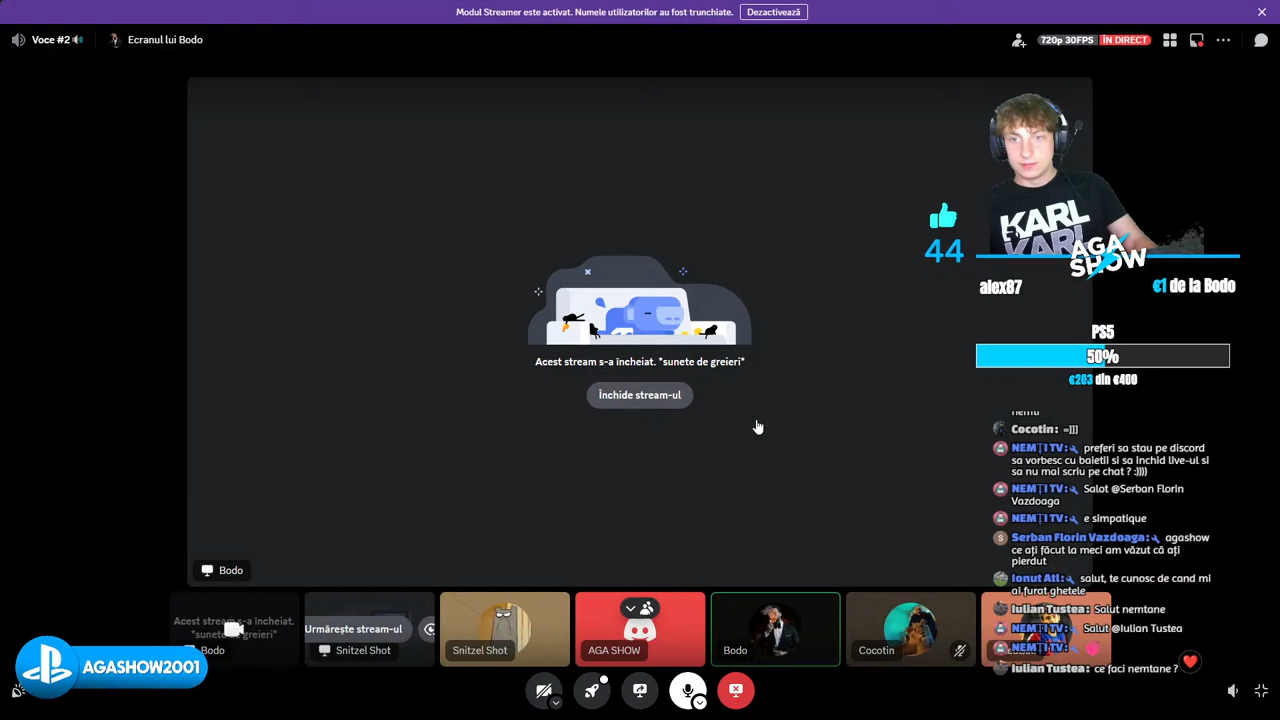 Modul Streamer este activat. Numele utilizatorilor au fost trunchiate.
Dezactivează
Voce #2
Ecranul lui Bodo
720p 30FPS
ÎN DIRECT
KARL
KARL
AGA
SHOW
44
alex87
€1 de la Bodo
PS5
50%
€203 din €400
Acest stream s-a încheiat. *sunete de greieri*
Închide stream-ul
Cocotin: =)))
NEMȚI TV: preferi sa stau pe discord
sa vorbesc cu baietii si sa inchid live-ul si
sa nu mai scriu pe chat ? :))))
NEMȚI TV: Salot @Serban Florin
Vazdoaga
NEMȚI TV: e simpatique
Serban Florin Vazdoaga: agashow
ce ați făcut la meci am văzut că ați
pierdut
Ionut Atl: salut, te cunosc de cand mi
ai furat ghetele
Iulian Tustea: Salut nemtane
NEMȚI TV: Salut @Iulian Tustea
NEMȚI TV:
Iulian Tustea: ce faci nemtane ?
Bodo
Acest stream s-a încheiat.
*sunete de greieri*
Bodo
Urmărește stream-ul
Snitzel Shot
Snitzel Shot
AGA SHOW
Bodo
Cocotin
AGASHOW2001